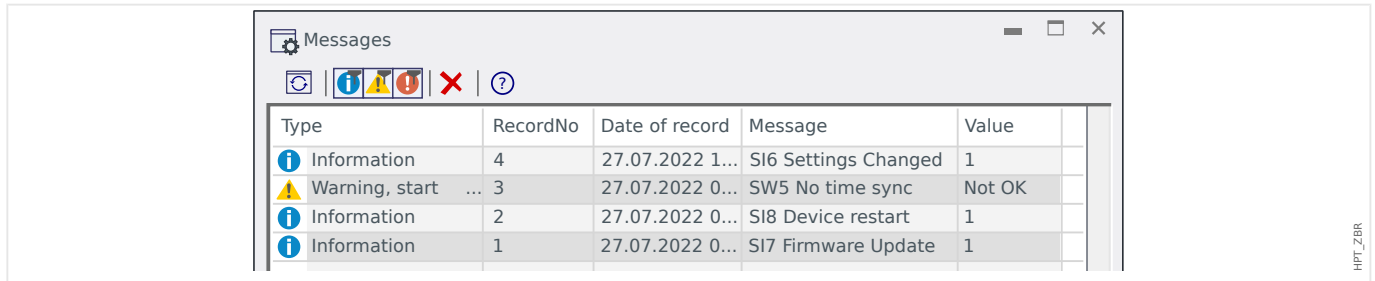 Messages
Type RecordNo Date of record Message Value
Information 4 27.07.2022 1... SI6 Settings Changed 1
Warning, start ... 3 27.07.2022 0... SW5 No time sync Not OK
Information 2 27.07.2022 0... SI8 Device restart 1
Information 1 27.07.2022 0... SI7 Firmware Update 1
HPT_ZBR